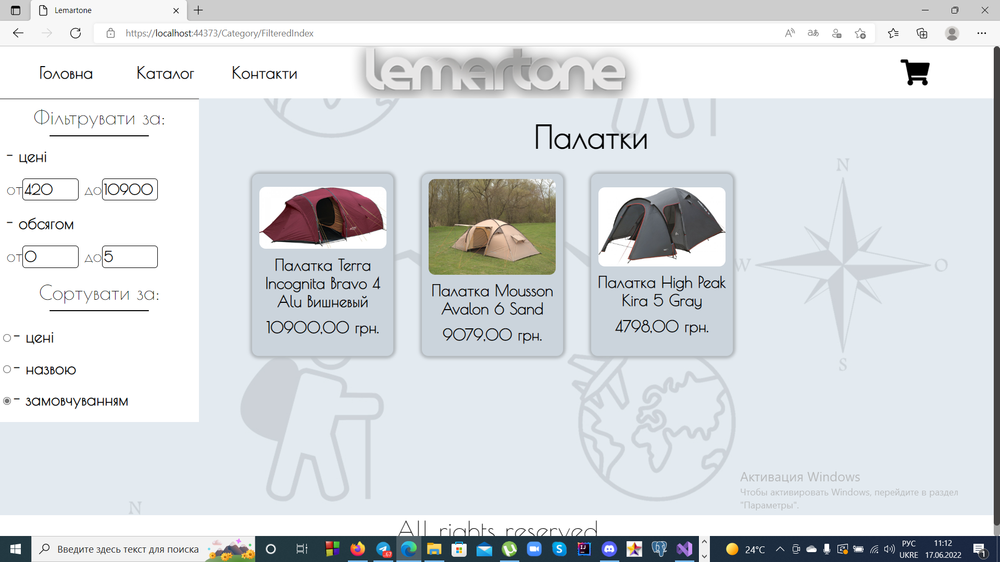 Lemartone
https://localhost:44373/Category/FilteredIndex
Головна
Каталог
Контакти
lemartone
Фільтрувати за:
- цені
от 420 до 10900
- обсягом
от 0 до 5
Сортувати за:
- цені
- назвою
- замовчуванням
Палатки
Палатка Terra
Incognita Bravo 4
Alu Вишневый
10900,00 грн.
Палатка Mousson
Avalon 6 Sand
9079,00 грн.
Палатка High Peak
Kira 5 Gray
4798,00 грн.
N
W
O
S
N
Активация Windows
Чтобы активировать Windows, перейдите в раздел
"Параметры".
All rights reserved
Введите здесь текст для поиска
.67
24°C
РУС
UKRE
11:12
17.06.2022
1